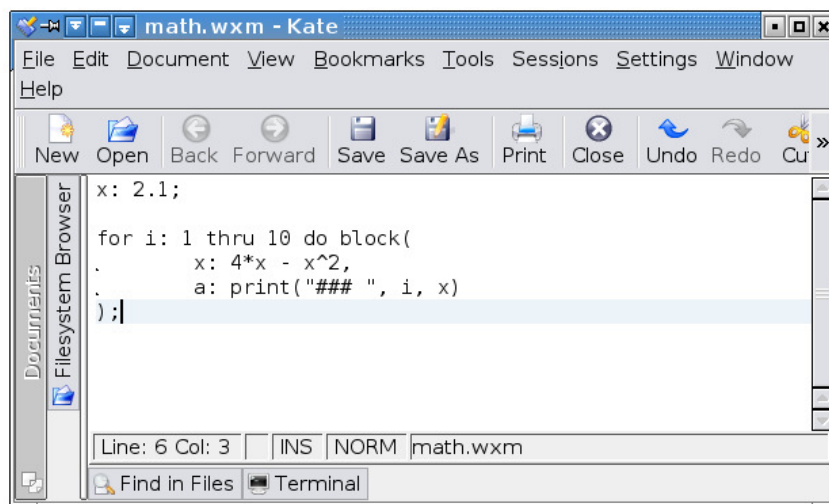 math.wxm - Kate
File Edit Document View Bookmarks Tools Sessions Settings Window
Help
New Open Back Forward Save Save As Print Close Undo Redo Cut »
Documents
Filesystem Browser
x: 2.1;
for i: 1 thru 10 do block(
x: 4*x - x^2,
a: print("### ", i, x)
);
Line: 6 Col: 3 INS NORM math.wxm
Find in Files Terminal